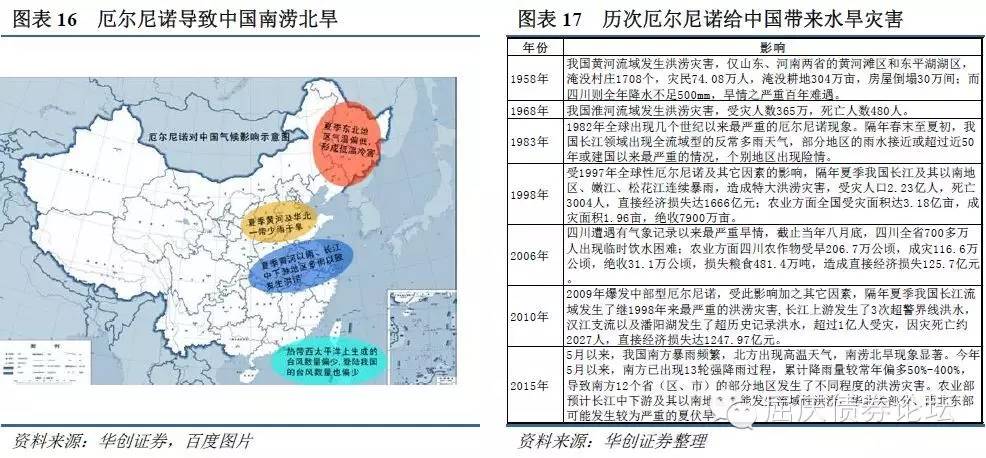 图表 16 厄尔尼诺导致中国南涝北旱
厄尔尼诺对中国气候影响示意图
夏季东北地
区气温偏低，
形成低温冷害
夏季黄河及华北
一带少雨干旱
夏季黄河以南、长江
中下游地区多雨以致
发生洪涝
热带西太平洋上生成的
台风数量偏少，登陆我国
的台风数量也偏少
资料来源：华创证券，百度图片
图表 17 历次厄尔尼诺给中国带来水旱灾害
年份 影响
1958年
我国黄河流域发生洪涝灾害，仅山东、河南两省的黄河滩区和东平湖湖区，
淹没村庄1708个，灾民74.08万人，淹没耕地304万亩，房屋倒塌30万间；而
四川则全年降水不足500mm，旱情之严重百年难遇。
1968年 我国淮河流域发生洪涝灾害，受灾人数365万，死亡人数480人。
1983年
1982年全球出现几个世纪以来最严重的厄尔尼诺现象。隔年春末至夏初，我
国长江领域出现全流域型的反常多雨天气，部分地区的雨水接近或超过近50
年或建国以来最严重的情况，个别地区出现险情。
1998年
受1997年全球性厄尔尼诺及其它因素的影响，隔年夏季我国长江及其以南地
区、嫩江、松花江连续暴雨，造成特大洪涝灾害，受灾人口2.23亿人，死亡
3004人，直接经济损失达1666亿元；农业方面全国受灾面积达3.18亿亩，成
灾面积1.96亩，绝收7900万亩。
2006年
四川遭遇有气象记录以来最严重旱情，截止当年八月底，四川全省700多万
人出现临时饮水困难；农业方面四川农作物受旱206.7万公顷，成灾116.6万
公顷，绝收31.1万公顷，损失粮食481.4万吨，造成直接经济损失125.7亿元
。
2010年
2009年爆发中部型厄尔尼诺，受此影响加之其它因素，隔年夏季我国长江流
域发生了继1998年来最严重的洪涝灾害,长江上游发生了3次超警界线洪水，
汉江支流以及潘阳湖发生了超历史记录洪水，超过1亿人受灾，因灾死亡约
2027人，直接经济损失达1247.97亿元。
2015年
5月以来，我国南方暴雨频繁，北方出现高温天气，南涝北旱现象显著。今年
5月以来，南方已出现13轮强降雨过程，累计降雨量较常年偏多50%-400%，
导致南方12个省（区、市）的部分地区发生了不同程度的洪涝灾害。农业部
预计长江中下游及其以南地 能发生流域性洪涝 华北大部分、西北东部
可能发生较为严重的夏伏旱
屈庆债券论坛
资料来源：华创证券整理